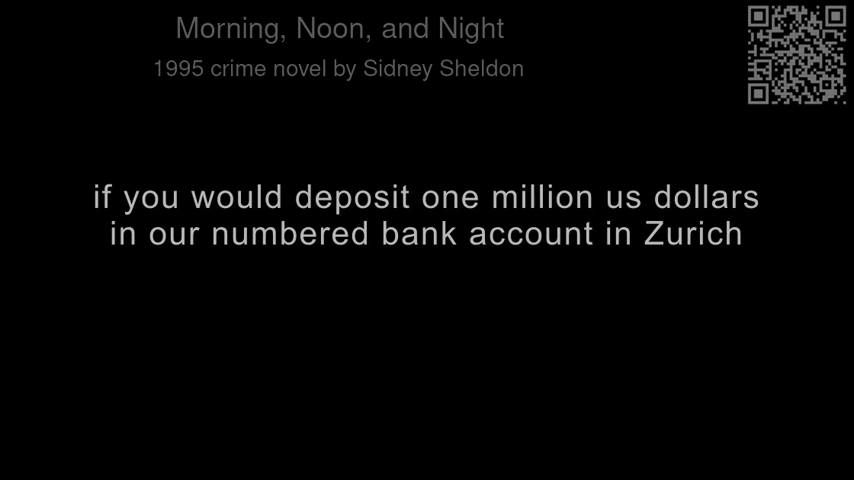 Morning, Noon, and Night
1995 crime novel by Sidney Sheldon
if you would deposit one million us dollars
in our numbered bank account in Zurich